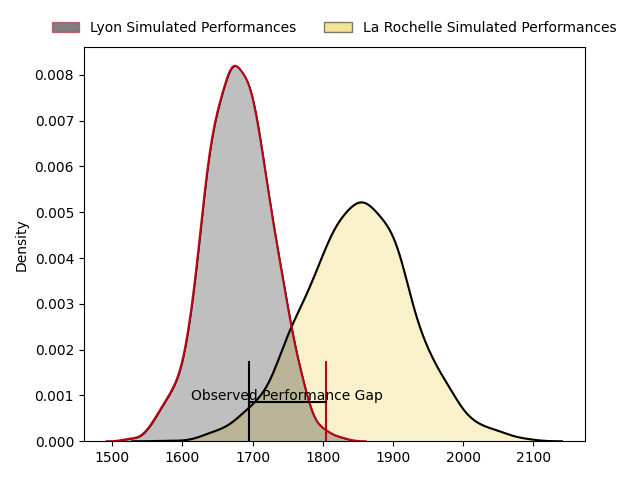 Lyon Simulated Performances
La Rochelle Simulated Performances
0.008
0.007
0.006
0.005
0.004
0.003
0.002
0.001
0.000
Density
Observed Performance Gap
1500 1600 1700 1800 1900 2000 2100